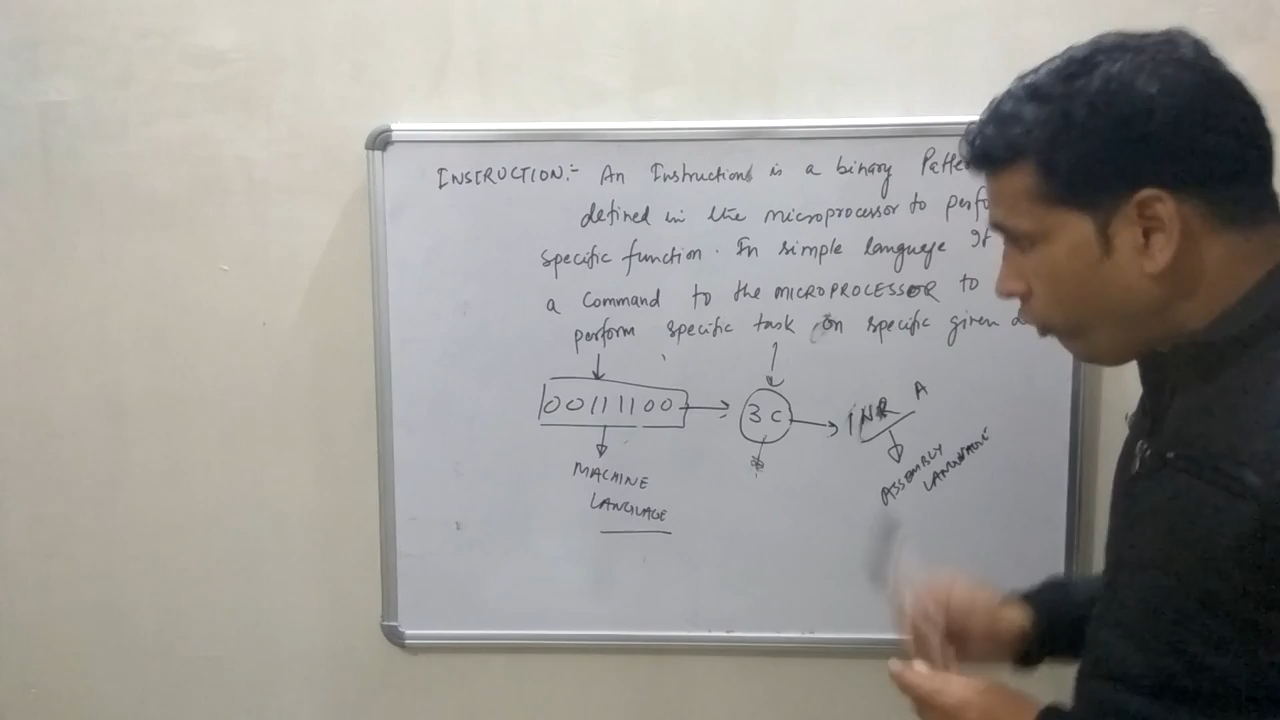 INSTRUCTION:- An Instruction is a binary Patte
defined in the microprocessor to perfo
specific function. In simple language It
a Command to the MICROPROCESSOR to
perform specific task on specific given
00111100 3C INR A
MACHINE
LANGUAGE
ASSEMBLY
LANGUAGE